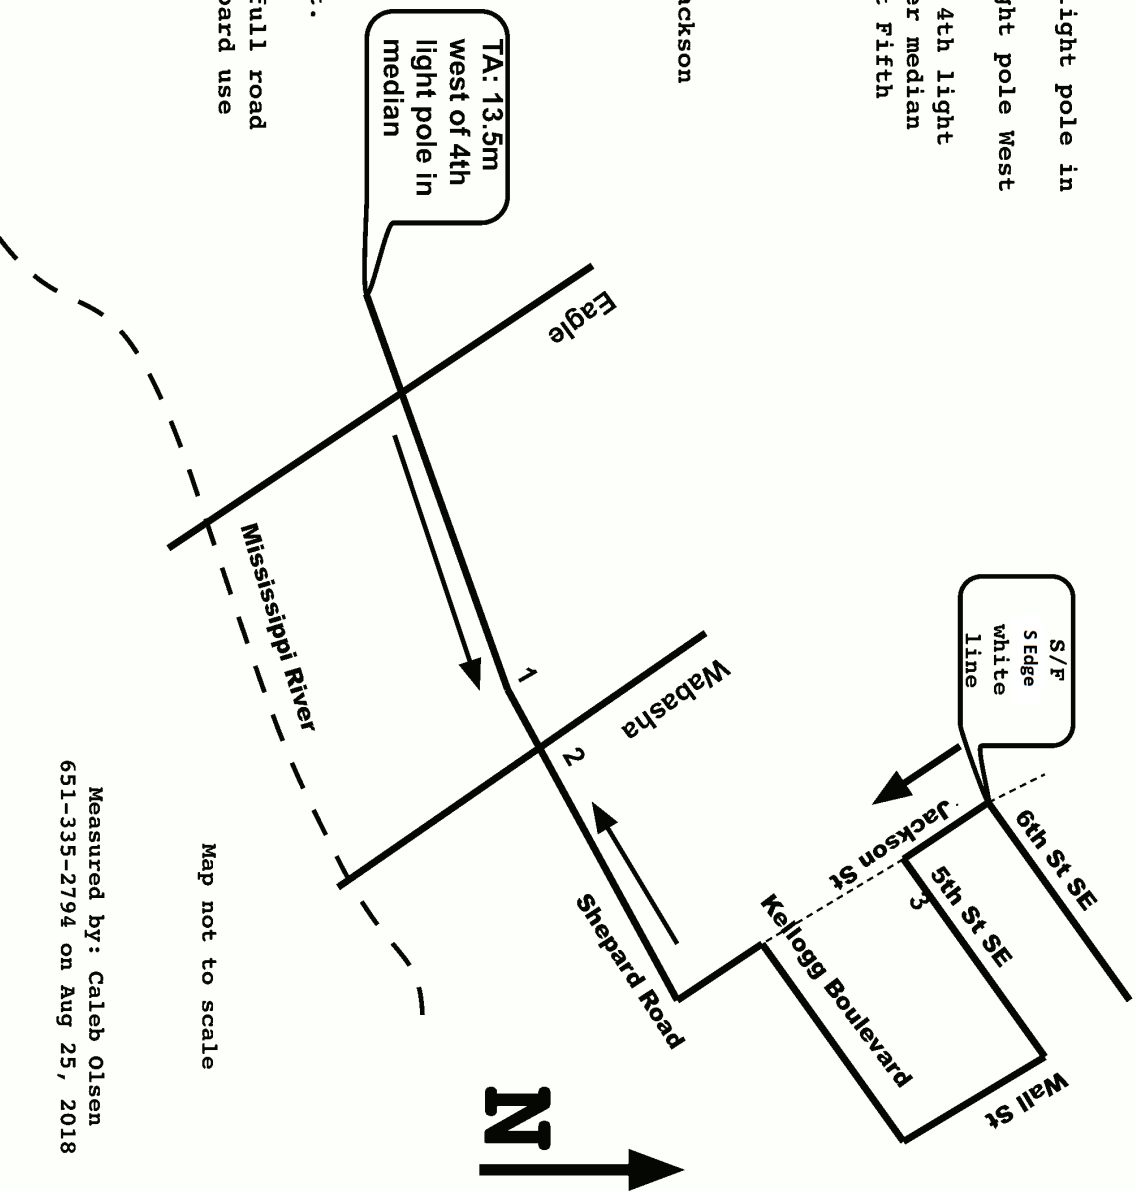 light pole in
ght pole West
4th light
er median
t Fifth
ackson
full road
oard use
TA: 13.5m
west of 4th
light pole in
median
S/F
S Edge
white
line
6th St SE
Jackson St
5th St SE
3
Kellogg Boulevard
Wall St
Eagle
Wabasha
1
2
Shepard Road
Mississippi River
N
Map not to scale
Measured by: Caleb Olsen
651-335-2794 on Aug 25, 2018